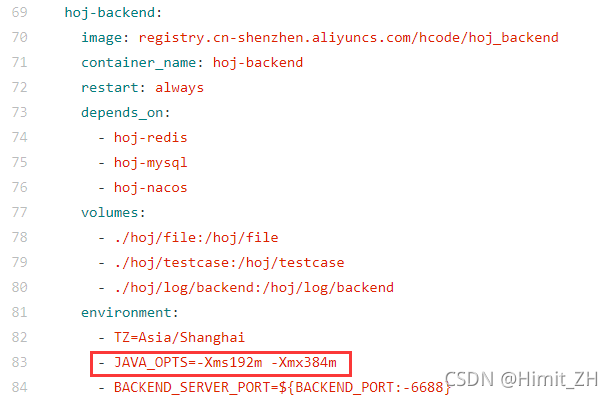 69 hoj-backend:
70 image: registry.cn-shenzhen.aliyuncs.com/hcode/hoj_backend
71 container_name: hoj-backend
72 restart: always
73 depends_on:
74 - hoj-redis
75 - hoj-mysql
76 - hoj-nacos
77 volumes:
78 - ./hoj/file:/hoj/file
79 - ./hoj/testcase:/hoj/testcase
80 - ./hoj/log/backend:/hoj/log/backend
81 environment:
82 - TZ=Asia/Shanghai
83 - JAVA_OPTS=-Xms192m -Xmx384m
84 - BACKEND_SERVER_PORT=${BACKEND_PORT:-6688}
CSDN @Himit_ZH